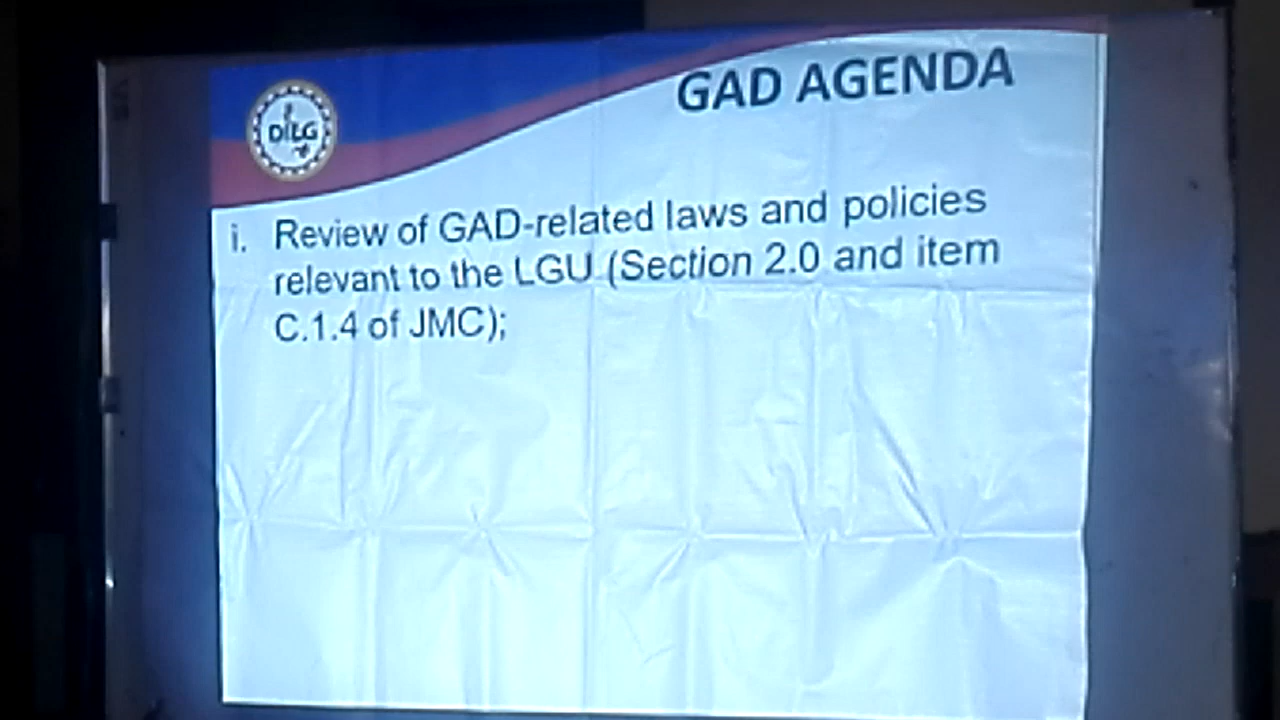 GAD AGENDA
DILG
i. Review of GAD-related laws and policies
relevant to the LGU (Section 2.0 and item
C.1.4 of JMC);